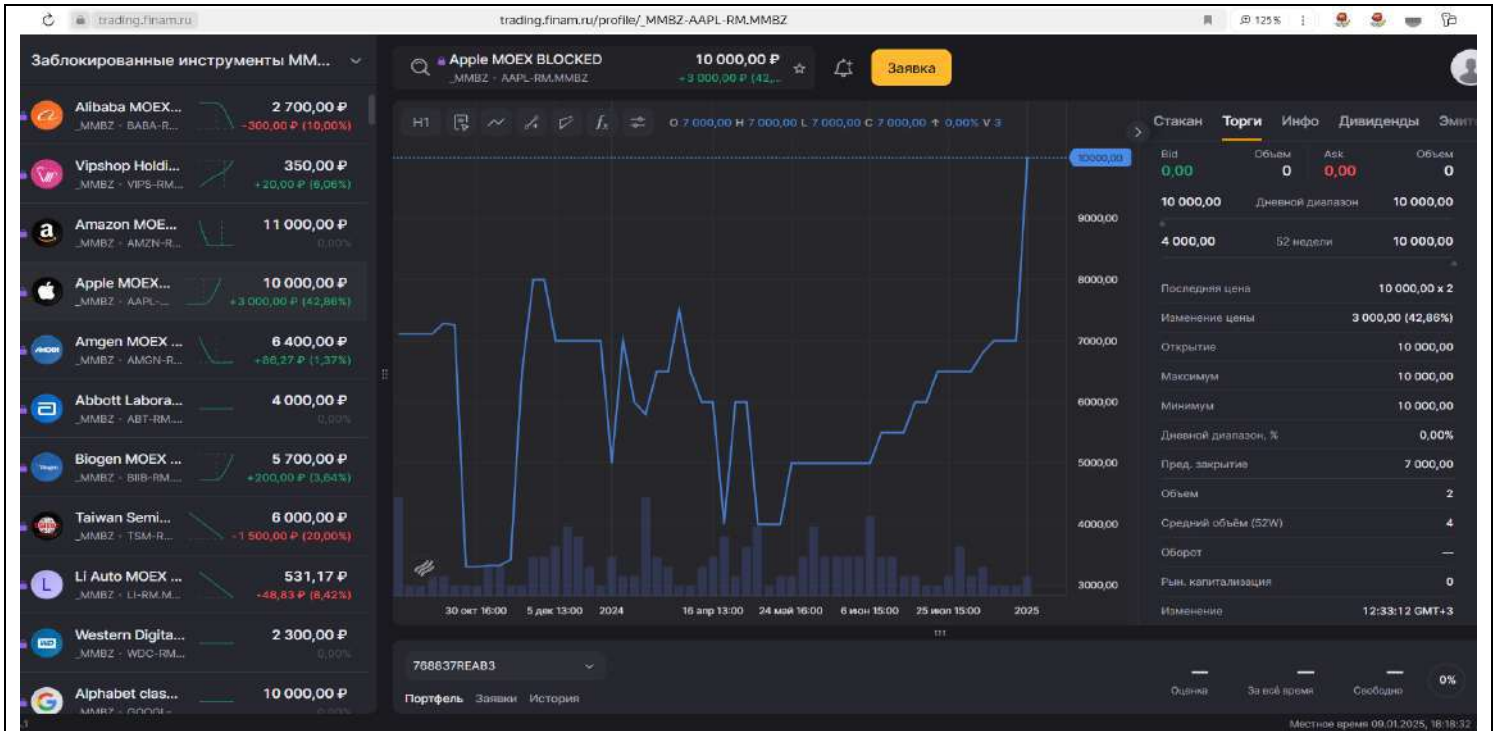 trading.finam.ru
trading.finam.ru/profile/_MMBZ-AAPL-RM.MMBZ
125 %
Заблокированные инструменты MM...
Alibaba MOEX...
2 700,00 ₽
_MMBZ - BABA-R...
-300,00 ₽ (10,00%)
Vipshop Holdi...
350,00 ₽
_MMBZ - VIPS-RM...
+20,00 ₽ (6,06%)
Amazon MOE...
11 000,00 ₽
_MMBZ - AMZN-R...
0,00%
Apple MOEX...
10 000,00 ₽
_MMBZ - AAPL-...
+3 000,00 ₽ (42,86%)
Amgen MOEX ...
6 400,00 ₽
_MMBZ - AMGN-R...
+86,27 ₽ (1,37%)
Abbott Labora...
4 000,00 ₽
_MMBZ - ABT-RM....
0,00%
Biogen MOEX ...
5 700,00 ₽
_MMBZ - BIIB-RM....
+200,00 ₽ (3,64%)
Taiwan Semi...
6 000,00 ₽
_MMBZ - TSM-R...
-1 500,00 ₽ (20,00%)
Li Auto MOEX ...
531,17 ₽
_MMBZ - LI-RM.M...
-48,83 ₽ (8,42%)
Western Digita...
2 300,00 ₽
_MMBZ - WDC-RM...
0,00%
Alphabet clas...
10 000,00 ₽
_MMBZ - GOOGL-
Apple MOEX BLOCKED
10 000,00 ₽
_MMBZ - AAPL-RM.MMBZ
+3 000,00 ₽ (42,...
Заявка
H1
O 7 000,00 H 7 000,00 L 7 000,00 C 7 000,00 0,00% V 3
10000,00
9000,00
8000,00
7000,00
6000,00
5000,00
4000,00
3000,00
30 окт 16:00 5 дек 13:00 2024 16 апр 13:00 24 май 16:00 6 июн 15:00 25 июл 15:00 2025
Стакан Торги Инфо Дивиденды Эмит
Bid Объем Ask Объем
0,00 0 0,00 0
10 000,00 Дневной диапазон 10 000,00
4 000,00 52 недели 10 000,00
Последняя цена 10 000,00 x 2
Изменение цены 3 000,00 (42,86%)
Открытие 10 000,00
Максимум 10 000,00
Минимум 10 000,00
Дневной диапазон, % 0,00%
Пред. закрытие 7 000,00
Объем 2
Средний объём (52W) 4
Оборот —
Рын. капитализация 0
Изменение 12:33:12 GMT+3
768837REAB3
Портфель Заявки История
Оценка За всё время Свободно
0%
Местное время 09.01.2025, 18:18:32